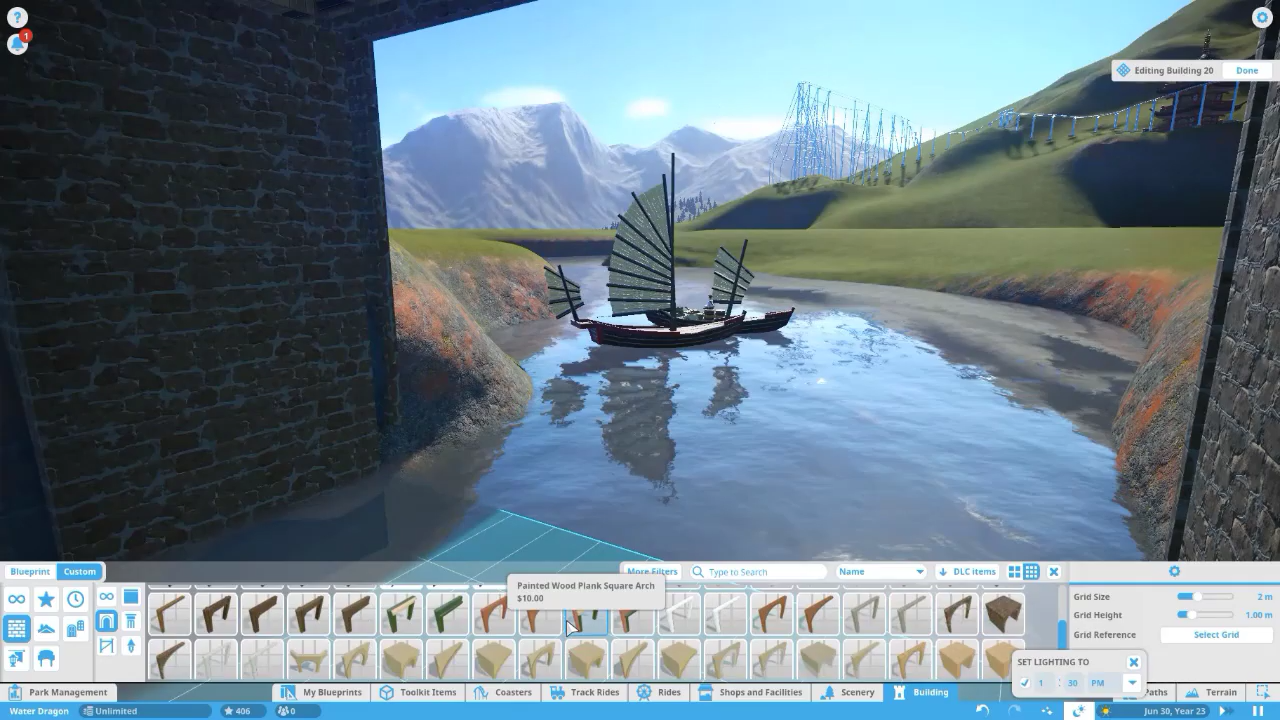 ?
1
Editing Building 20 Done
Blueprint Custom
More Filters Type to Search Name DLC items
Painted Wood Plank Square Arch
$10.00
Grid Size 2 m
Grid Height 1.00 m
Grid Reference Select Grid
SET LIGHTING TO
1 : 30 PM
Park Management My Blueprints Toolkit Items Coasters Track Rides Rides Shops and Facilities Scenery Building Paths Terrain
Water Dragon Unlimited 406 0 Jun 30, Year 23